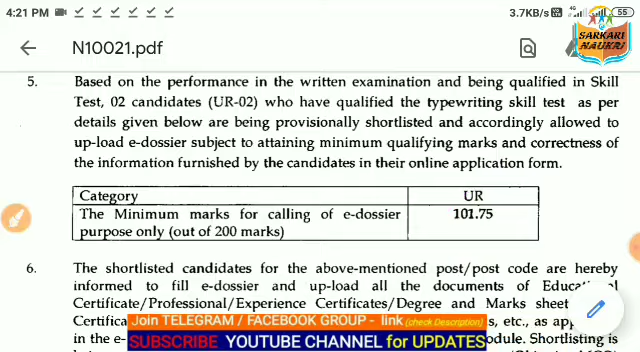 4:21 PM
3.7KB/s 4G 55
SARKARI
NAUKRI
N10021.pdf
5. Based on the performance in the written examination and being qualified in Skill
Test, 02 candidates (UR-02) who have qualified the typewriting skill test as per
details given below are being provisionally shortlisted and accordingly allowed to
up-load e-dossier subject to attaining minimum qualifying marks and correctness of
the information furnished by the candidates in their online application form.
Category UR
The Minimum marks for calling of e-dossier 101.75
purpose only (out of 200 marks)
6. The shortlisted candidates for the above-mentioned post/post code are hereby
informed to fill e-dossier and up-load all the documents of
Certificate/Professional/Experience Certificates/Degree and Marks sheet
Join TELEGRAM / FACEBOOK GROUP - link (check Description)
etc., as
in the
SUBSCRIBE YOUTUBE CHANNEL for UPDATES
Shortlisting is